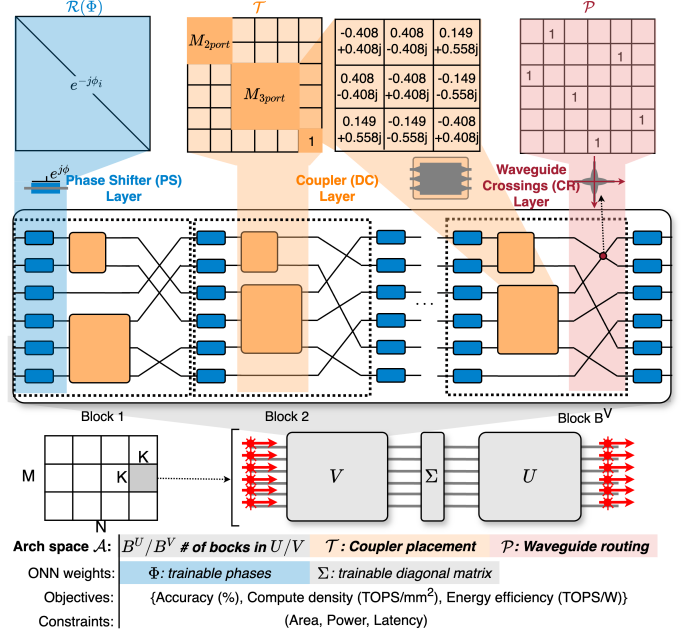 R(Φ)
T
P
e^{-jϕ_i}
M_{2port}
M_{3port}
1
-0.408 +0.408j
-0.408 0.408j
0.149 +0.558j
0.408 -0.408j
-0.408 +0.408j
-0.149 -0.558j
0.149 +0.558j
-0.149 -0.558j
-0.408 +0.408j
1
1
1
1
1
1
e^{jϕ}
Phase Shifter (PS)
Layer
Coupler (DC)
Layer
Waveguide
Crossings (CR)
Layer
...
Block 1
Block 2
Block B^V
M
N
K
K
V
Σ
U
Arch space A: B^U/B^V # of bocks in U/V T: Coupler placement P: Waveguide routing
ONN weights: Φ: trainable phases Σ: trainable diagonal matrix
Objectives: {Accuracy (%), Compute density (TOPS/mm²), Energy efficiency (TOPS/W)}
Constraints: (Area, Power, Latency)